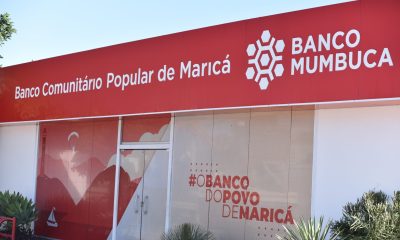 Banco Comunitário Popular de Maricá
BANCO
MUMBUCA
#OBANCO
DOPOVO
DEMARICÁ